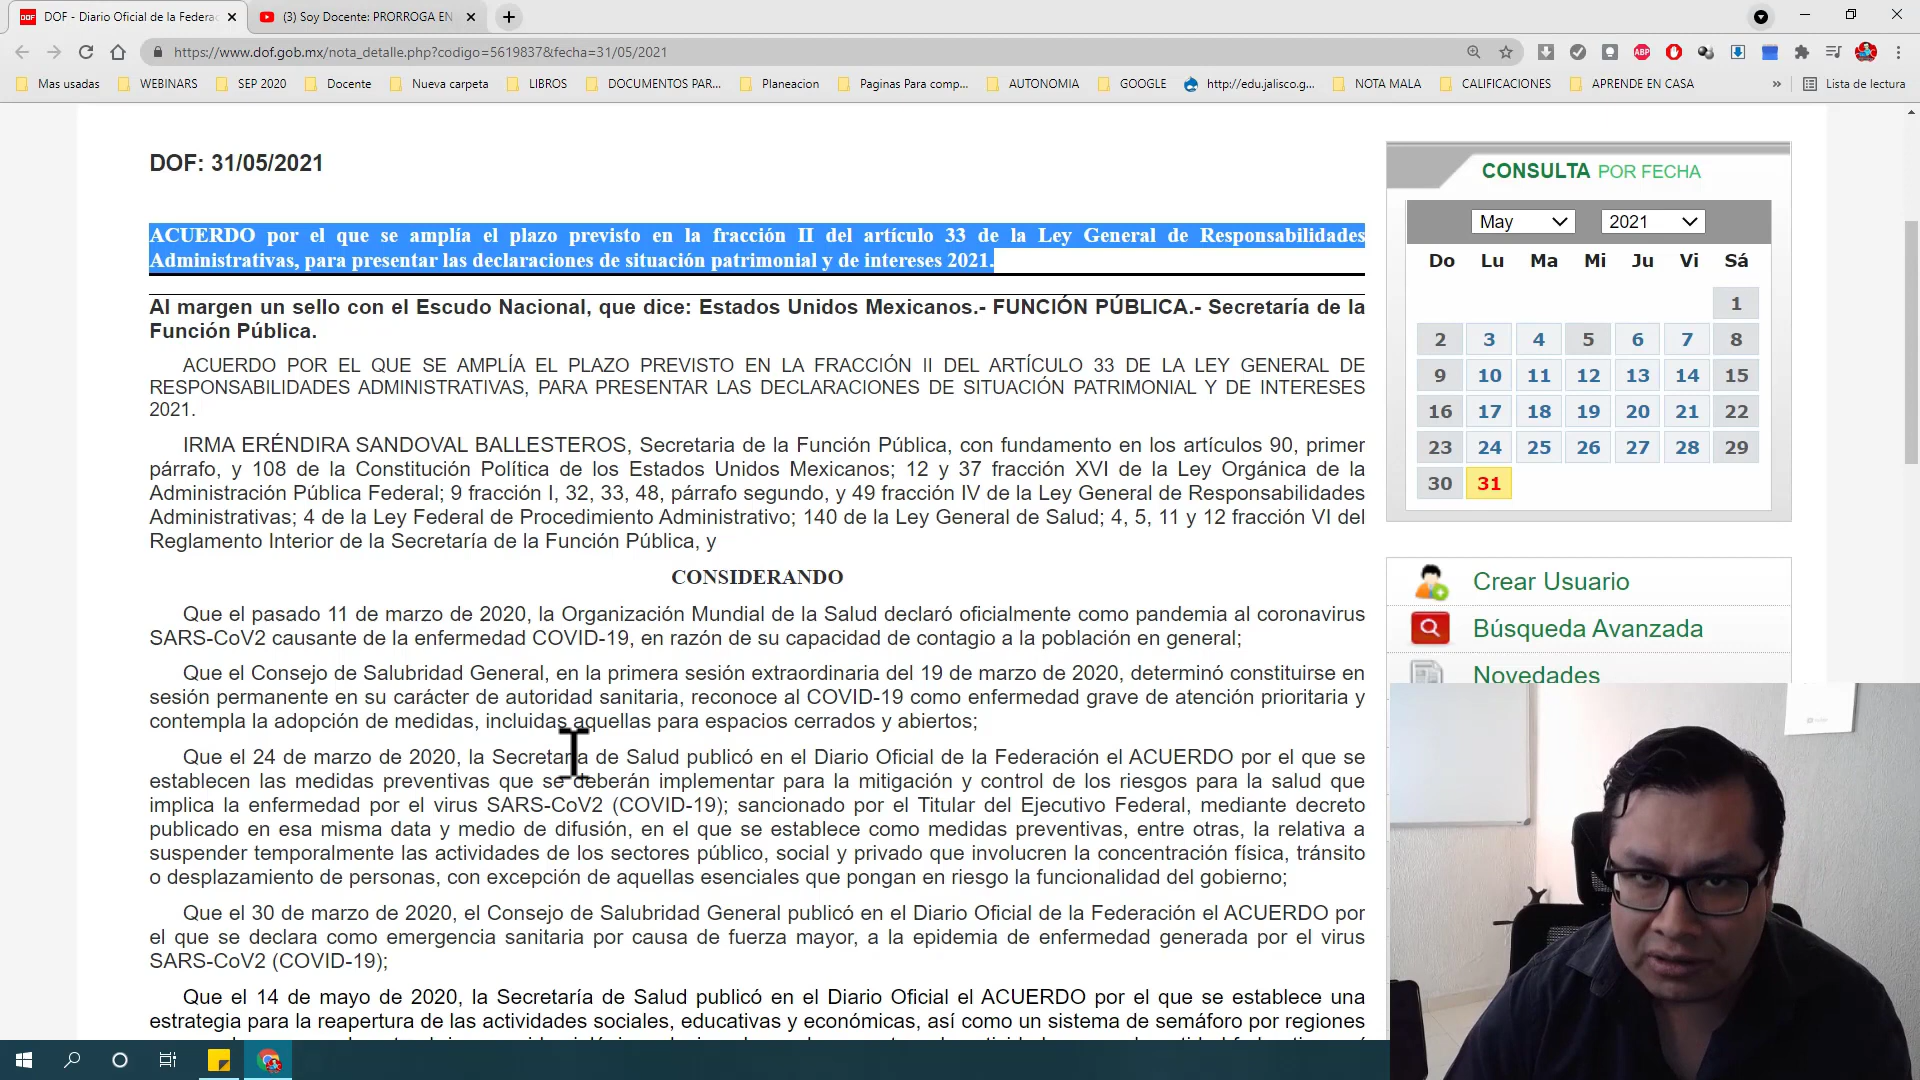 DOF - Diario Oficial de la Federac
(3) Soy Docente: PRORROGA EN
https://www.dof.gob.mx/nota_detalle.php?codigo=5619837&fecha=31/05/2021
ABP
Mas usadas
WEBINARS
SEP 2020
Docente
Nueva carpeta
LIBROS
DOCUMENTOS PAR...
Planeacion
Paginas Para comp...
AUTONOMIA
GOOGLE
http://edu.jalisco.g...
NOTA MALA
CALIFICACIONES
APRENDE EN CASA
»
Lista de lectura
DOF: 31/05/2021
ACUERDO por el que se amplía el plazo previsto en la fracción II del artículo 33 de la Ley General de Responsabilidades
Administrativas, para presentar las declaraciones de situación patrimonial y de intereses 2021.
Al margen un sello con el Escudo Nacional, que dice: Estados Unidos Mexicanos.- FUNCIÓN PÚBLICA.- Secretaría de la
Función Pública.
ACUERDO POR EL QUE SE AMPLÍA EL PLAZO PREVISTO EN LA FRACCIÓN II DEL ARTÍCULO 33 DE LA LEY GENERAL DE
RESPONSABILIDADES ADMINISTRATIVAS, PARA PRESENTAR LAS DECLARACIONES DE SITUACIÓN PATRIMONIAL Y DE INTERESES
2021.
IRMA ERÉNDIRA SANDOVAL BALLESTEROS, Secretaria de la Función Pública, con fundamento en los artículos 90, primer
párrafo, y 108 de la Constitución Política de los Estados Unidos Mexicanos; 12 y 37 fracción XVI de la Ley Orgánica de la
Administración Pública Federal; 9 fracción I, 32, 33, 48, párrafo segundo, y 49 fracción IV de la Ley General de Responsabilidades
Administrativas; 4 de la Ley Federal de Procedimiento Administrativo; 140 de la Ley General de Salud; 4, 5, 11 y 12 fracción VI del
Reglamento Interior de la Secretaría de la Función Pública, y
CONSIDERANDO
Que el pasado 11 de marzo de 2020, la Organización Mundial de la Salud declaró oficialmente como pandemia al coronavirus
SARS-CoV2 causante de la enfermedad COVID-19, en razón de su capacidad de contagio a la población en general;
Que el Consejo de Salubridad General, en la primera sesión extraordinaria del 19 de marzo de 2020, determinó constituirse en
sesión permanente en su carácter de autoridad sanitaria, reconoce al COVID-19 como enfermedad grave de atención prioritaria y
contempla la adopción de medidas, incluidas aquellas para espacios cerrados y abiertos;
Que el 24 de marzo de 2020, la Secretaría de Salud publicó en el Diario Oficial de la Federación el ACUERDO por el que se
establecen las medidas preventivas que se deberán implementar para la mitigación y control de los riesgos para la salud que
implica la enfermedad por el virus SARS-CoV2 (COVID-19); sancionado por el Titular del Ejecutivo Federal, mediante decreto
publicado en esa misma data y medio de difusión, en el que se establece como medidas preventivas, entre otras, la relativa a
suspender temporalmente las actividades de los sectores público, social y privado que involucren la concentración física, tránsito
o desplazamiento de personas, con excepción de aquellas esenciales que pongan en riesgo la funcionalidad del gobierno;
Que el 30 de marzo de 2020, el Consejo de Salubridad General publicó en el Diario Oficial de la Federación el ACUERDO por
el que se declara como emergencia sanitaria por causa de fuerza mayor, a la epidemia de enfermedad generada por el virus
SARS-CoV2 (COVID-19);
Que el 14 de mayo de 2020, la Secretaría de Salud publicó en el Diario Oficial el ACUERDO por el que se establece una
estrategia para la reapertura de las actividades sociales, educativas y económicas, así como un sistema de semáforo por regiones
CONSULTA POR FECHA
May 2021
Do Lu Ma Mi Ju Vi Sá
1
2 3 4 5 6 7 8
9 10 11 12 13 14 15
16 17 18 19 20 21 22
23 24 25 26 27 28 29
30 31
Crear Usuario
Búsqueda Avanzada
Novedades